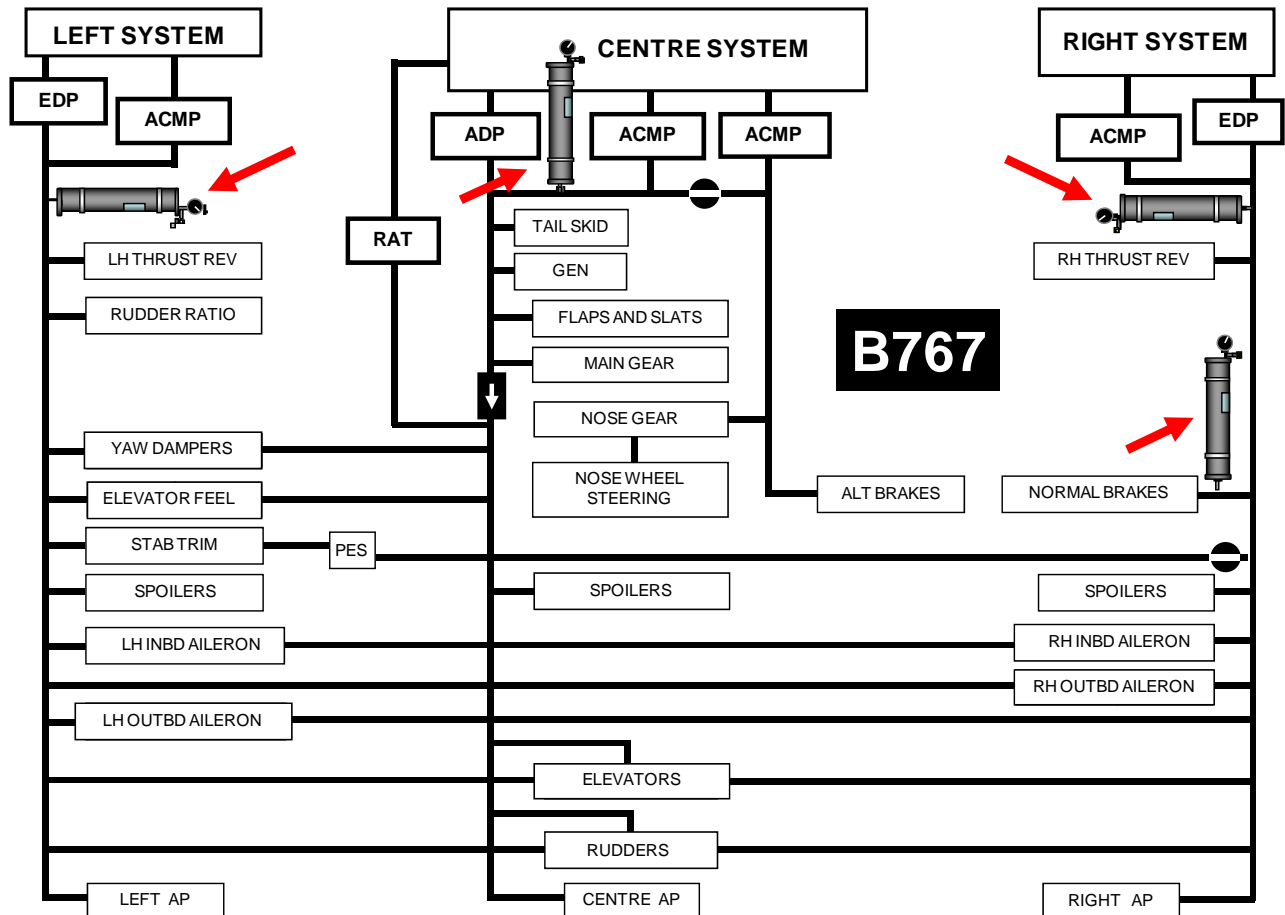 LEFT SYSTEM
CENTRE SYSTEM
RIGHT SYSTEM
EDP
ACMP
ADP
ACMP
ACMP
ACMP
EDP
RAT
TAIL SKID
LH THRUST REV
GEN
RH THRUST REV
RUDDER RATIO
FLAPS AND SLATS
B767
MAIN GEAR
NOSE GEAR
YAW DAMPERS
NOSE WHEEL
STEERING
ELEVATOR FEEL
ALT BRAKES
NORMAL BRAKES
STAB TRIM
PES
SPOILERS
SPOILERS
SPOILERS
LH INBD AILERON
RH INBD AILERON
RH OUTBD AILERON
LH OUTBD AILERON
ELEVATORS
RUDDERS
LEFT AP
CENTRE AP
RIGHT AP